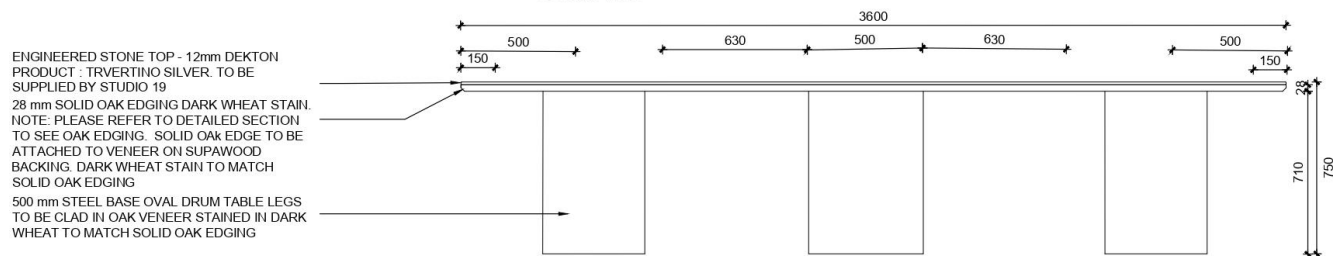 3600
500
630
500
630
500
150
150
ENGINEERED STONE TOP - 12mm DEKTON
PRODUCT : TRVERTINO SILVER. TO BE
SUPPLIED BY STUDIO 19
28 mm SOLID OAK EDGING DARK WHEAT STAIN.
NOTE: PLEASE REFER TO DETAILED SECTION
TO SEE OAK EDGING. SOLID OAk EDGE TO BE
ATTACHED TO VENEER ON SUPAWOOD
BACKING. DARK WHEAT STAIN TO MATCH
SOLID OAK EDGING
500 mm STEEL BASE OVAL DRUM TABLE LEGS
TO BE CLAD IN OAK VENEER STAINED IN DARK
WHEAT TO MATCH SOLID OAK EDGING
28
710
750